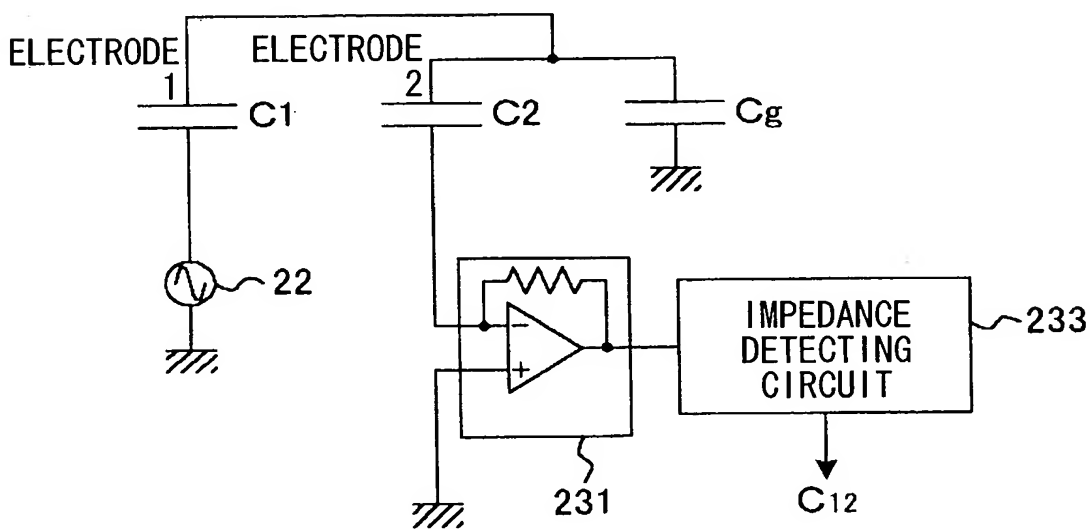 ELECTRODE
1
C1
ELECTRODE
2
C2
Cg
22
−
+
231
IMPEDANCE
DETECTING
CIRCUIT
233
C12